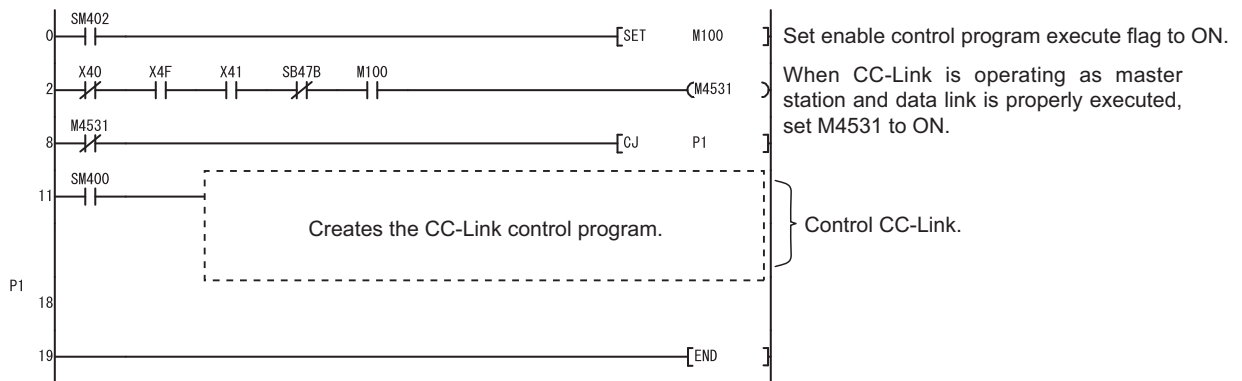 SM402
0 SET M100 Set enable control program execute flag to ON.
X40 X4F X41 SB47B M100
2 M4531 When CC-Link is operating as master
station and data link is properly executed,
set M4531 to ON.
M4531
8 CJ P1
SM400
11
Creates the CC-Link control program. Control CC-Link.
P1
18
19 END